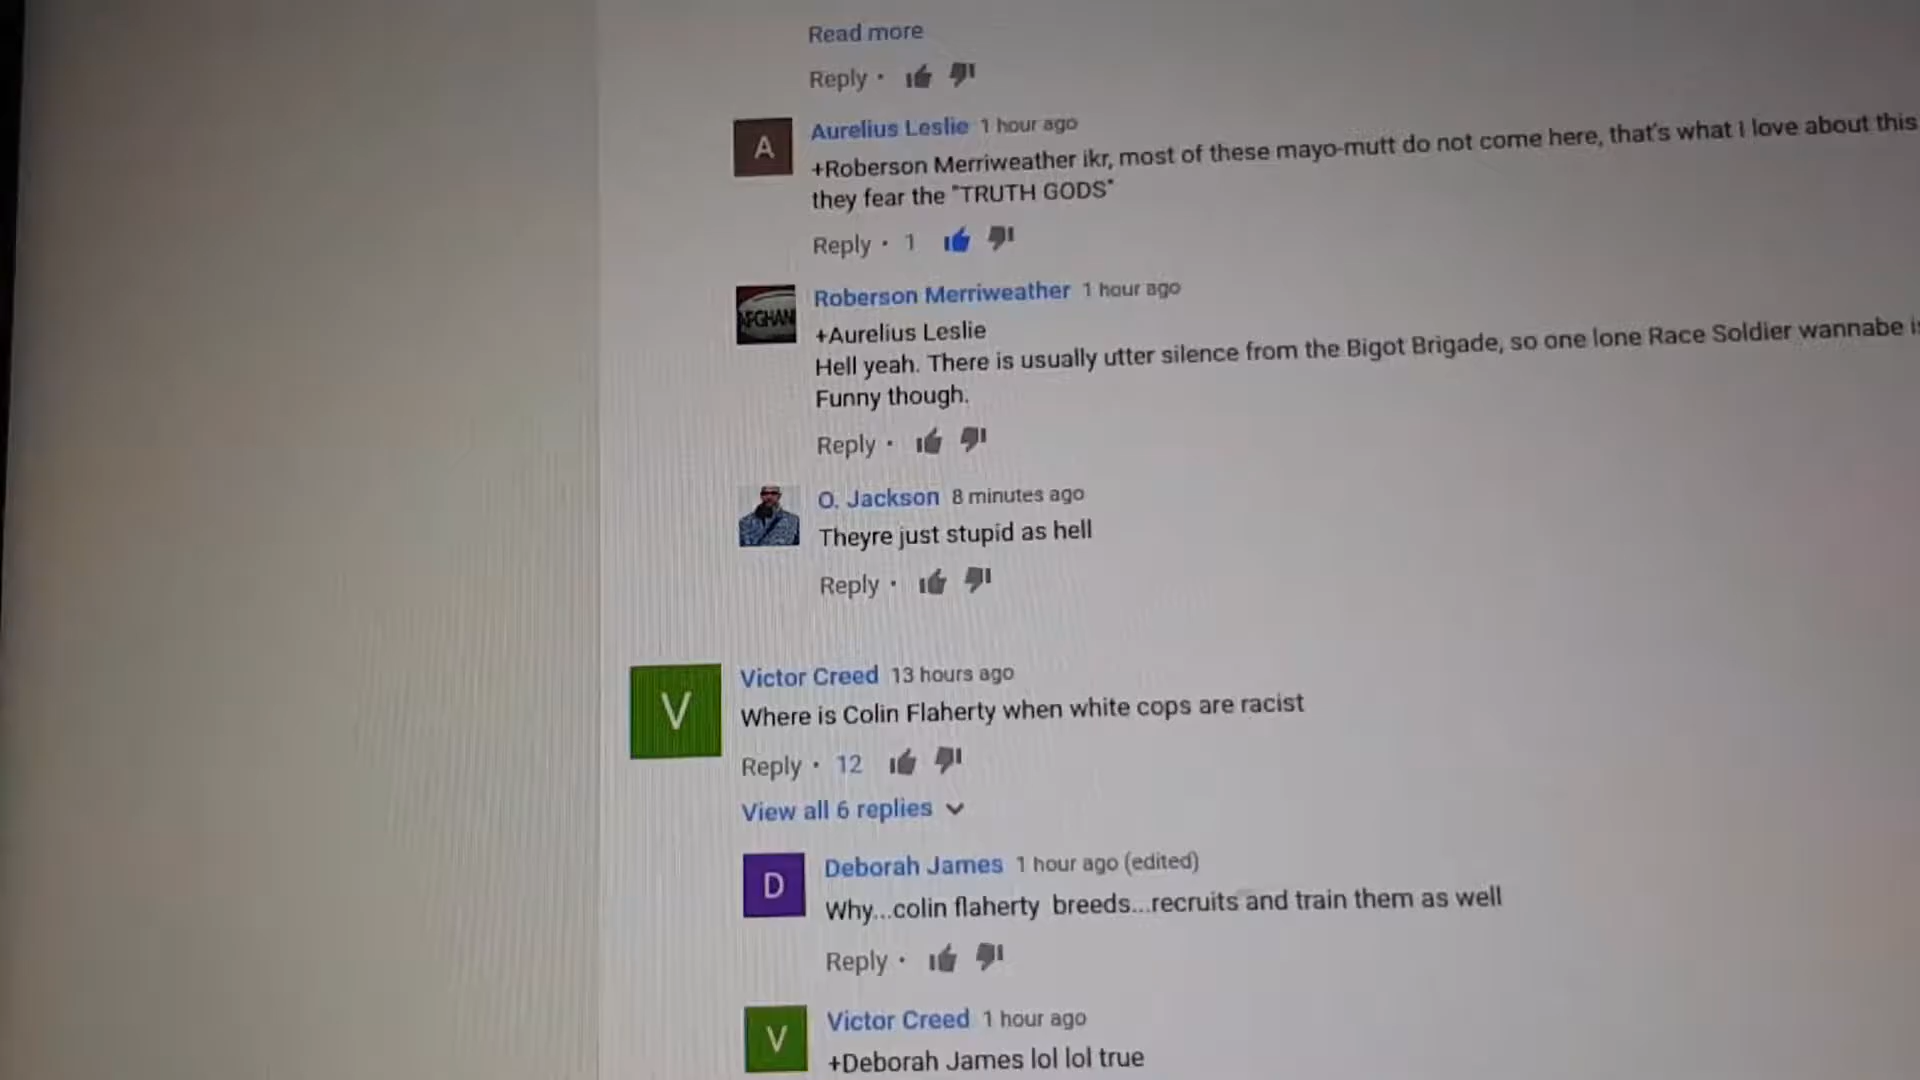 Read more
Reply •
A
Aurelius Leslie 1 hour ago
+Roberson Merriweather ikr, most of these mayo-mutt do not come here, that's what I love about this
they fear the "TRUTH GODS"
Reply • 1
AFGHAN
Roberson Merriweather 1 hour ago
+Aurelius Leslie
Hell yeah. There is usually utter silence from the Bigot Brigade, so one lone Race Soldier wannabe is
Funny though.
Reply •
O. Jackson 8 minutes ago
Theyre just stupid as hell
Reply •
V
Victor Creed 13 hours ago
Where is Colin Flaherty when white cops are racist
Reply • 12
View all 6 replies
D
Deborah James 1 hour ago (edited)
Why...colin flaherty breeds...recruits and train them as well
Reply •
V
Victor Creed 1 hour ago
+Deborah James lol lol true